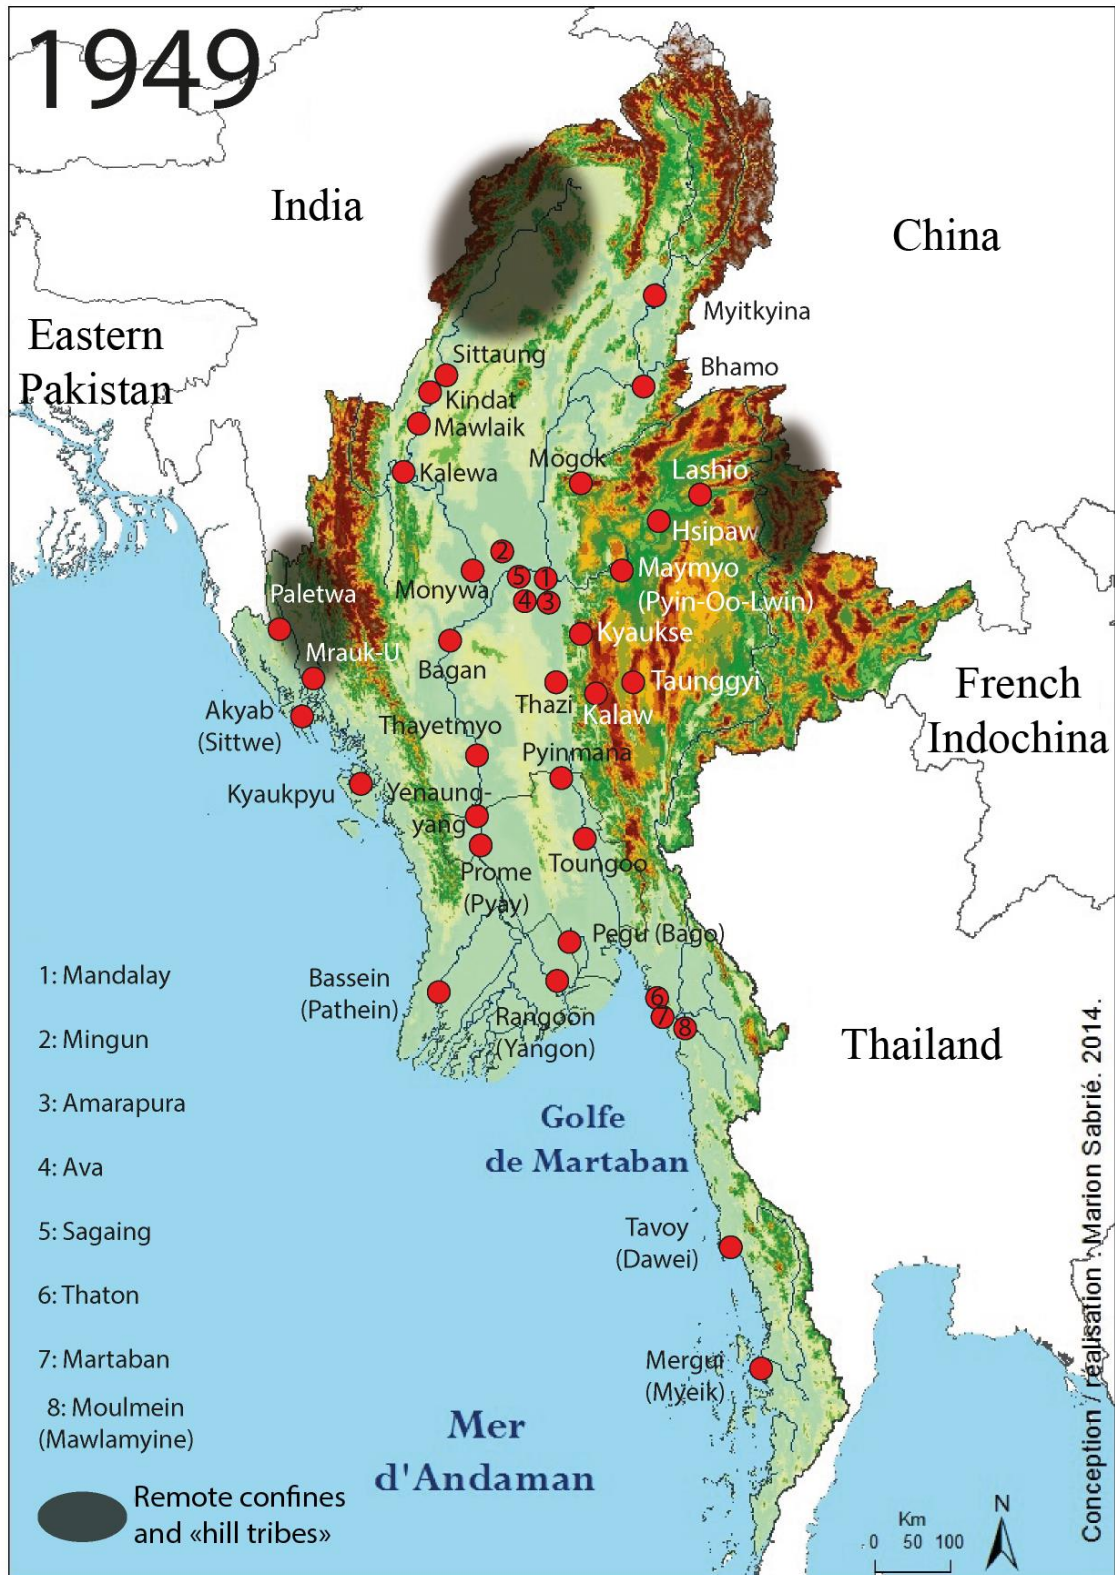 1949
India
China
Eastern
Pakistan
Myitkyina
Sittaung
Bhamo
Kindat
Mawlaik
Mogok
Lashio
Kalewa
Hsipaw
2
5
1
Maymyo
Monywa
4
3
(Pyin-Oo-Lwin)
Paletwa
Kyaukse
Mrauk-U
Bagan
Taunggyi
Thazi
Kalaw
French
Indochina
Akyab
(Sittwe)
Thayetmyo
Pyinmana
Kyaukpyu
Yenaung-
yang
Toungoo
Prome
(Pyay)
Pegu (Bago)
Bassein
(Pathein)
Rangoon
(Yangon)
6
7
8
Thailand
1: Mandalay
2: Mingun
3: Amarapura
4: Ava
5: Sagaing
6: Thaton
7: Martaban
8: Moulmein
(Mawlamyine)
Golfe
de Martaban
Tavoy
(Dawei)
Mergui
(Myeik)
Mer
d'Andaman
Remote confines
and «hill tribes»
Km
0 50 100
N
Conception / réalisation : Marion Sabrié. 2014.